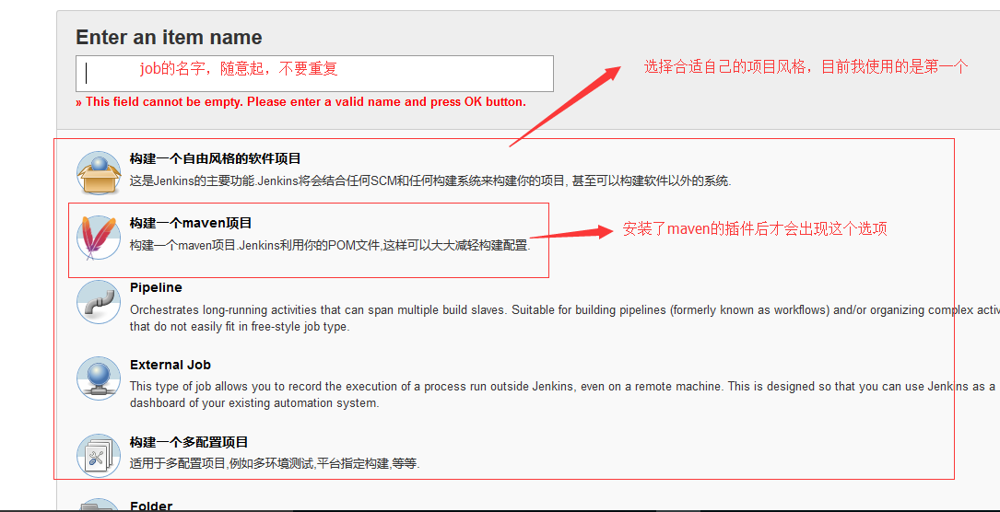 Enter an item name
job的名字，随意起，不要重复
选择合适自己的项目风格，目前我使用的是第一个
» This field cannot be empty. Please enter a valid name and press OK button.
构建一个自由风格的软件项目
这是Jenkins的主要功能.Jenkins将会结合任何SCM和任何构建系统来构建你的项目, 甚至可以构建软件以外的系统.
构建一个maven项目
构建一个maven项目.Jenkins利用你的POM文件,这样可以大大减轻构建配置.
安装了maven的插件后才会出现这个选项
Pipeline
Orchestrates long-running activities that can span multiple build slaves. Suitable for building pipelines (formerly known as workflows) and/or organizing complex activ
that do not easily fit in free-style job type.
External Job
This type of job allows you to record the execution of a process run outside Jenkins, even on a remote machine. This is designed so that you can use Jenkins as a
dashboard of your existing automation system.
构建一个多配置项目
适用于多配置项目,例如多环境测试,平台指定构建,等等.
Folder